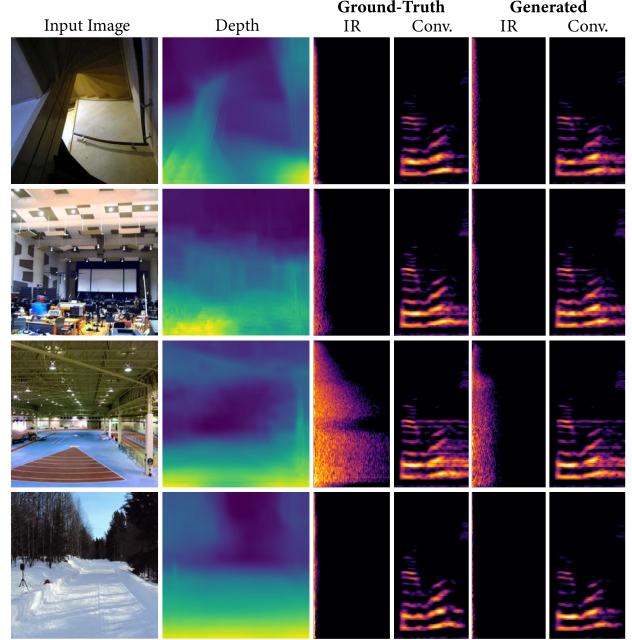 Ground-Truth Generated
Input Image Depth IR Conv. IR Conv.